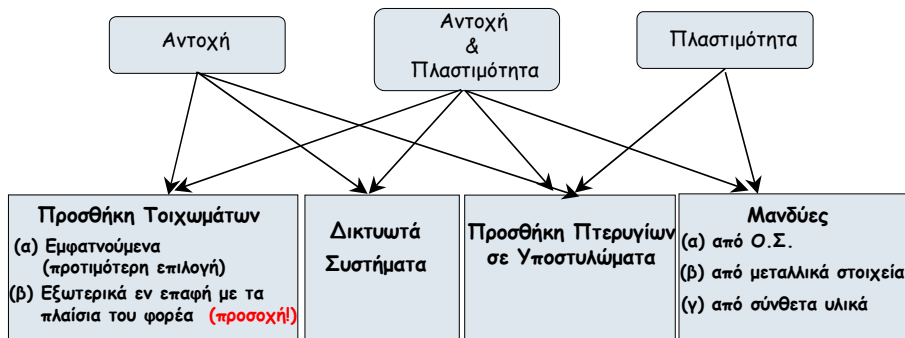 Αντοχή
Αντοχή
&
Πλαστιμότητα
Πλαστιμότητα
Προσθήκη Τοιχωμάτων
(α) Εμφατνούμενα
(προτιμότερη επιλογή)
(β) Εξωτερικά εν επαφή με τα
πλαίσια του φορέα (προσοχή!)
Δικτυωτά
Συστήματα
Προσθήκη Πτερυγίων
σε Υποστυλώματα
Μανδύες
(α) από Ο.Σ.
(β) από μεταλλικά στοιχεία
(γ) από σύνθετα υλικά